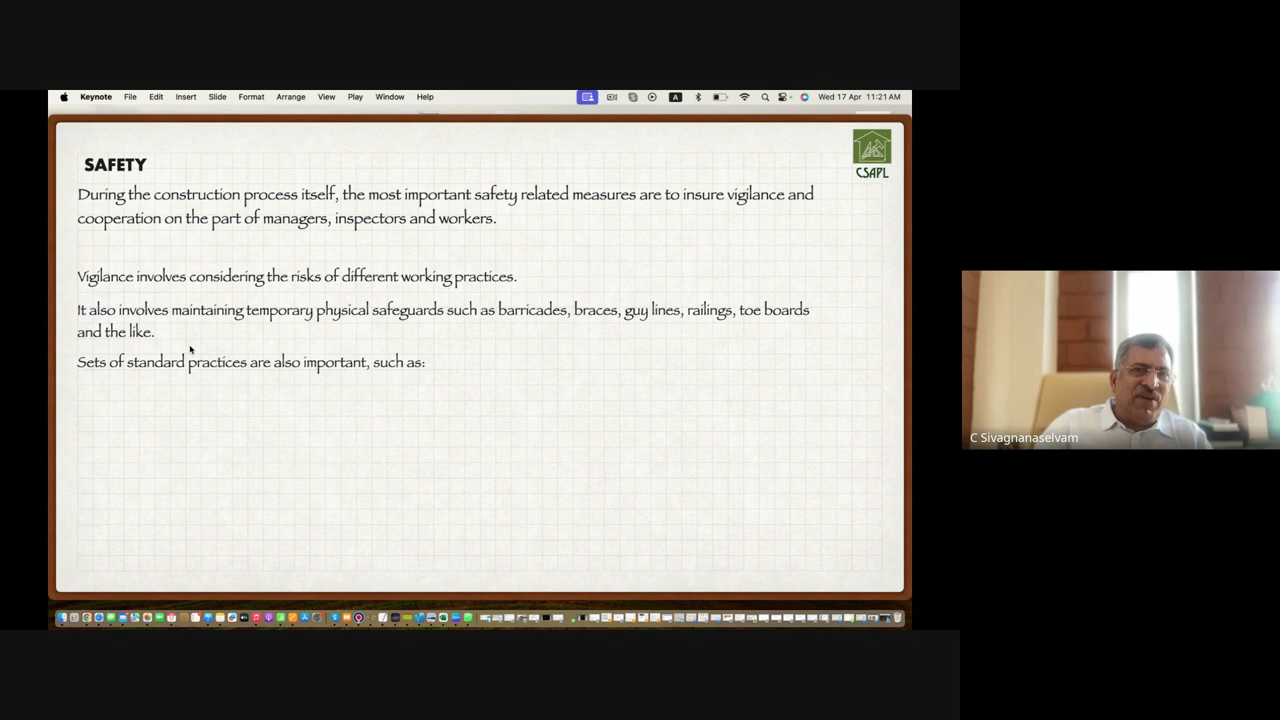 Keynote File Edit Insert Slide Format Arrange View Play Window Help A Wed 17 Apr 11:21 AM
SAFETY
CSAPL
During the construction process itself, the most important safety related measures are to insure vigilance and
cooperation on the part of managers, inspectors and workers.
Vigilance involves considering the risks of different working practices.
It also involves maintaining temporary physical safeguards such as barricades, braces, guy lines, railings, toe boards
and the like.
Sets of standard practices are also important, such as:
C Sivagnanaselvam